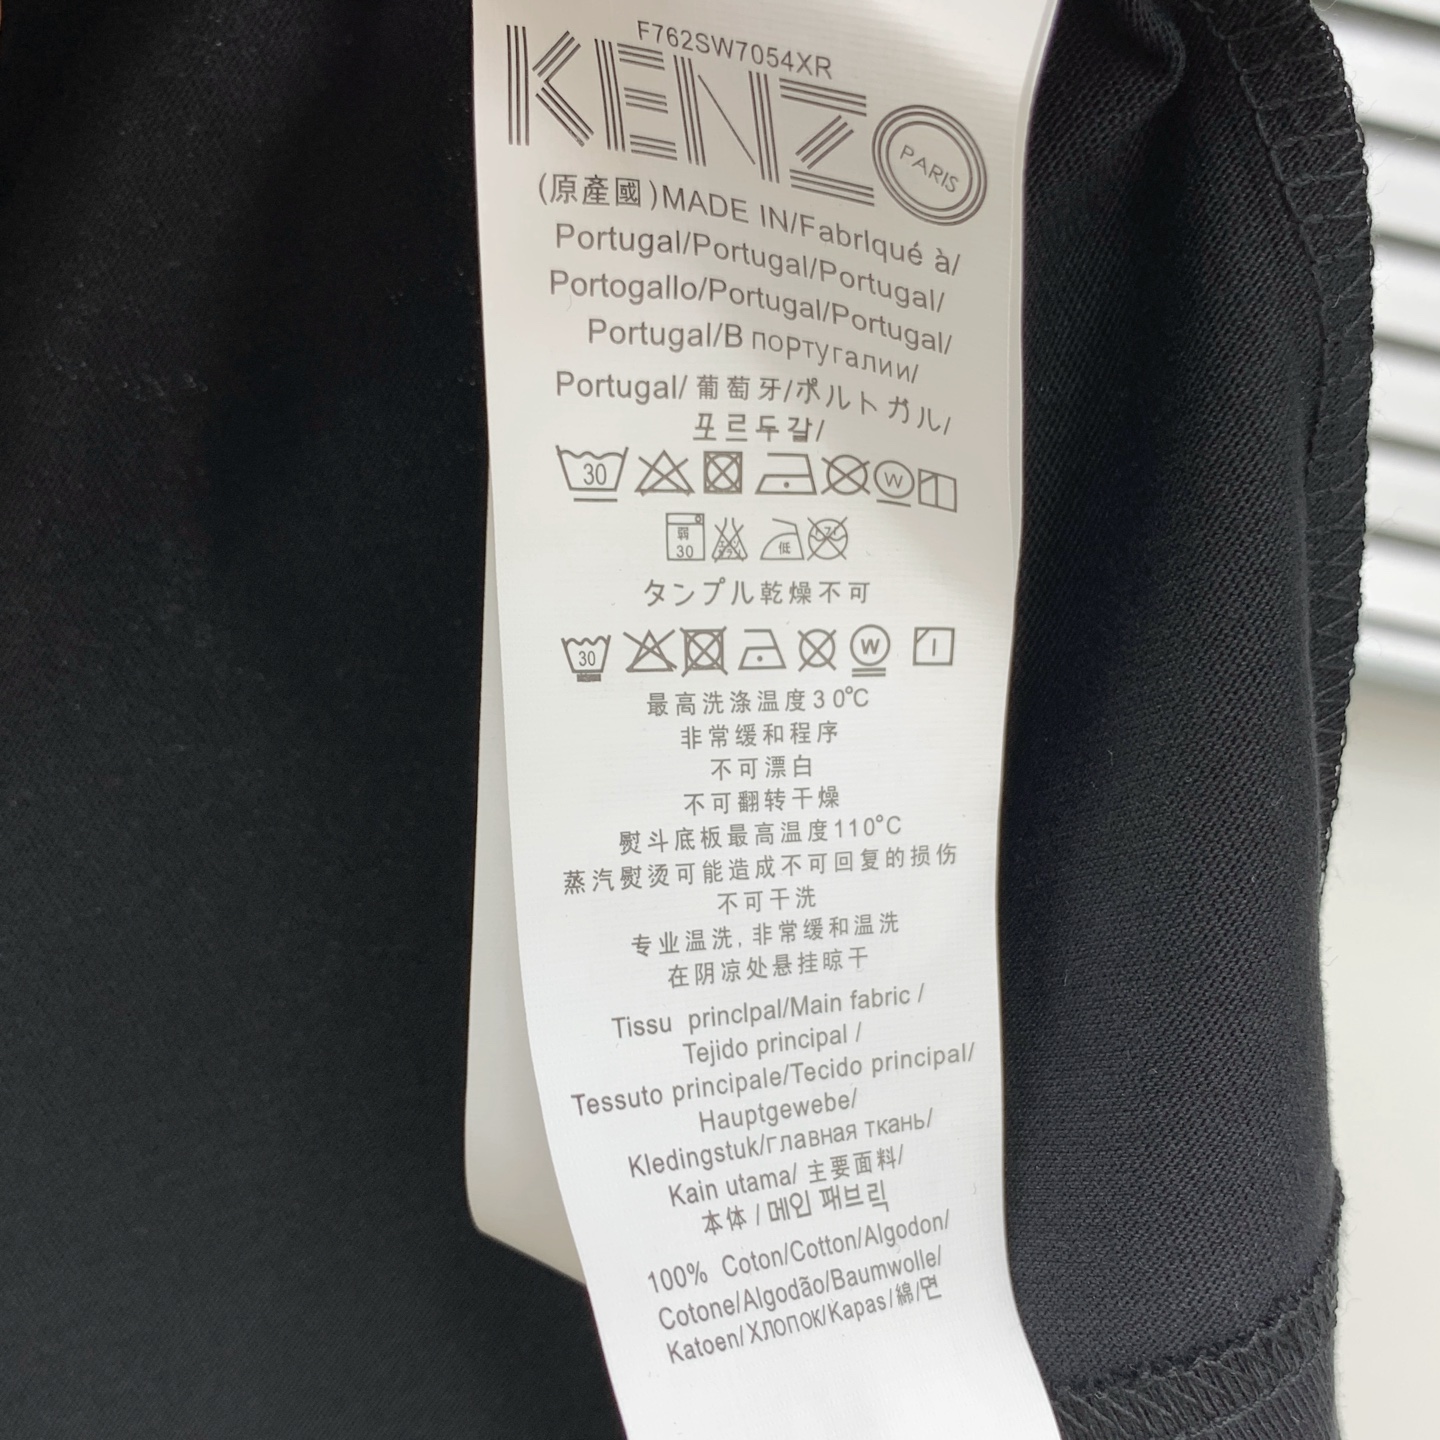 F762SW7054XR
KENZO
PARIS
(原產國)MADE IN/FabrIqué à/
Portugal/Portugal/Portugal/
Portogallo/Portugal/Portugal/
Portugal/В португалии/
Portugal/葡萄牙/ポルトガル/
포르두갈/
30 W
弱 30 低
タンプル乾燥不可
30 W
最高洗涤温度30°C
非常缓和程序
不可漂白
不可翻转干燥
熨斗底板最高温度110°C
蒸汽熨烫可能造成不可回复的损伤
不可干洗
专业温洗,非常缓和温洗
在阴凉处悬挂晾干
Tissu princIpal/Main fabric /
Tejido principal /
Tessuto principale/Tecido principal/
Hauptgewebe/
Kledingstuk/главная ткань/
Kain utama/ 主要面料/
本体 / 메인 패브릭
100% Coton/Cotton/Algodon/
Cotone/Algodão/Baumwolle/
Katoen/Хлопок/Kapas/綿/면